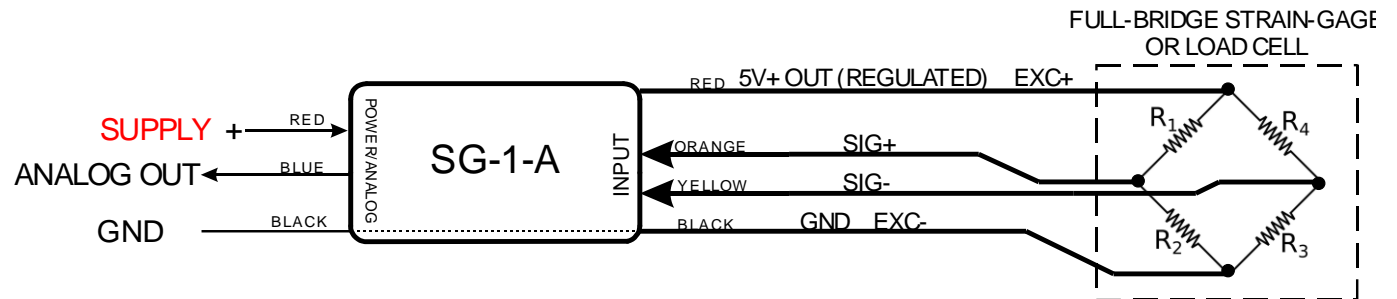 FULL-BRIDGE STRAIN-GAGE
OR LOAD CELL
RED 5V+ OUT (REGULATED) EXC+
SUPPLY + RED
POWER/ANALOG
SG-1-A
INPUT
ORANGE SIG+
R1 R4
ANALOG OUT BLUE
YELLOW SIG-
GND BLACK
BLACK GND EXC-
R2 R3